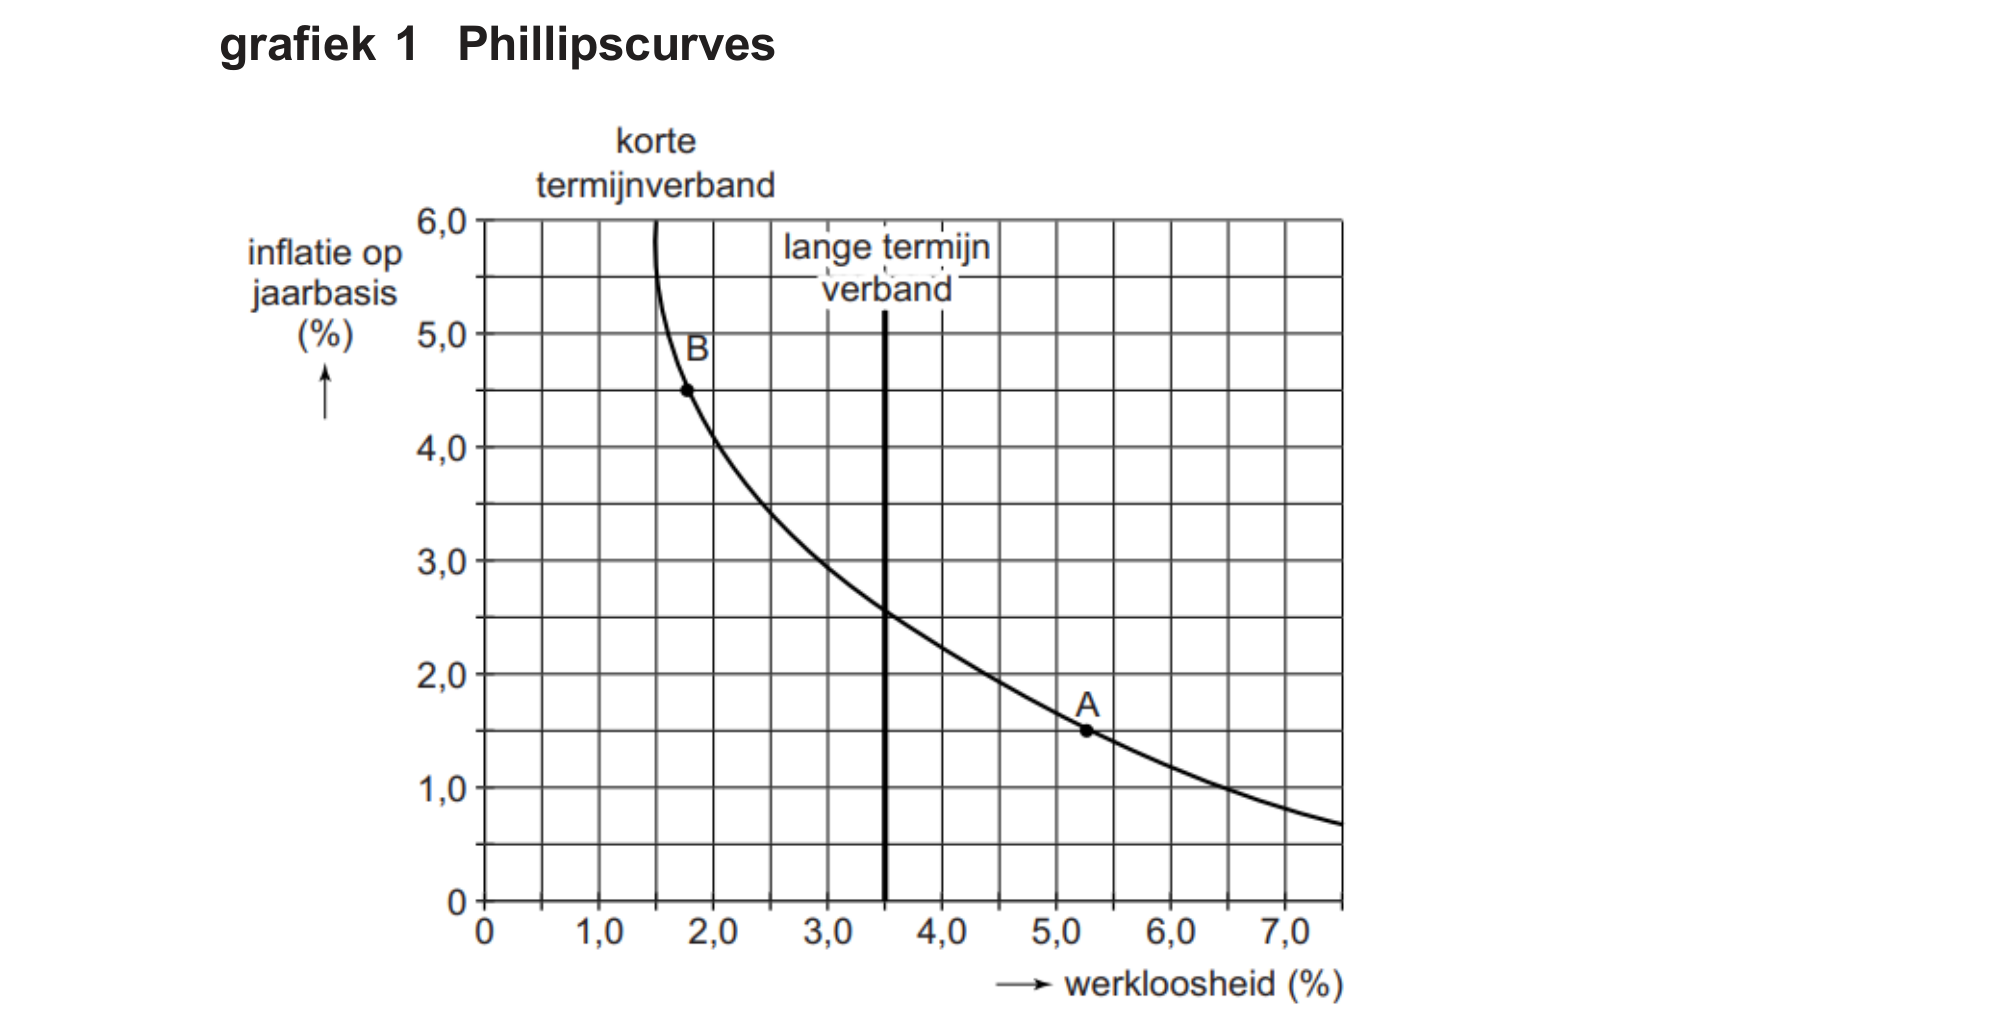 grafiek 1 Phillipscurves
korte
termijnverband
inflatie op
jaarbasis
(%)
lange termijn
verband
6,0
5,0
4,0
3,0
2,0
1,0
0
B
A
0 1,0 2,0 3,0 4,0 5,0 6,0 7,0
werkloosheid (%)